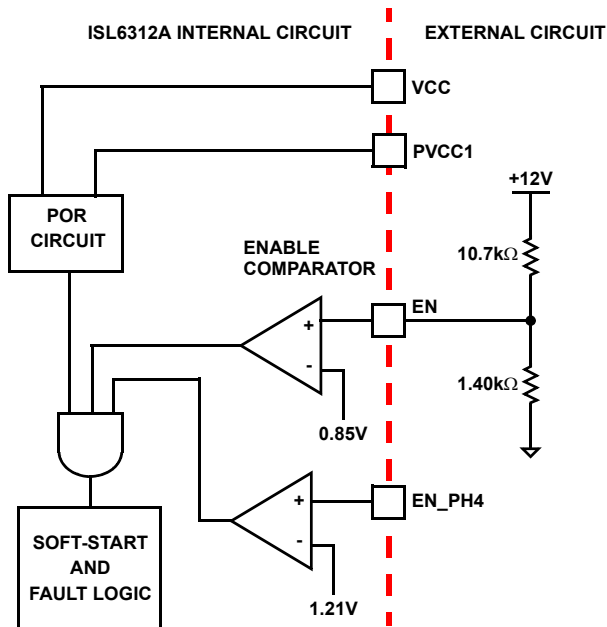 ISL6312A INTERNAL CIRCUIT
EXTERNAL CIRCUIT
VCC
PVCC1
+12V
POR
CIRCUIT
10.7kΩ
ENABLE
COMPARATOR
EN
+
-
1.40kΩ
0.85V
EN_PH4
+
-
SOFT-START
AND
FAULT LOGIC
1.21V